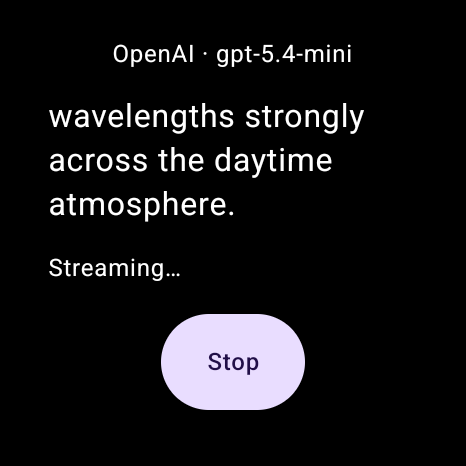 OpenAI · gpt-5.4-mini
wavelengths strongly
across the daytime
atmosphere.
Streaming…
Stop